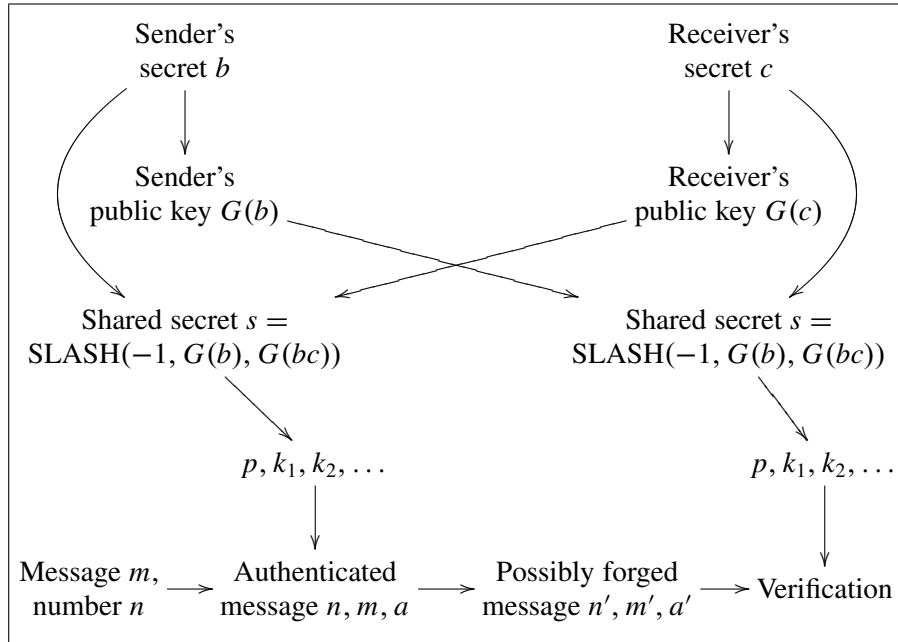 Sender's
secret b
Receiver's
secret c
Sender's
public key G(b)
Receiver's
public key G(c)
Shared secret s =
SLASH(−1, G(b), G(bc))
Shared secret s =
SLASH(−1, G(b), G(bc))
p, k₁, k₂, . . .
p, k₁, k₂, . . .
Message m,
number n
Authenticated
message n, m, a
Possibly forged
message n′, m′, a′
Verification